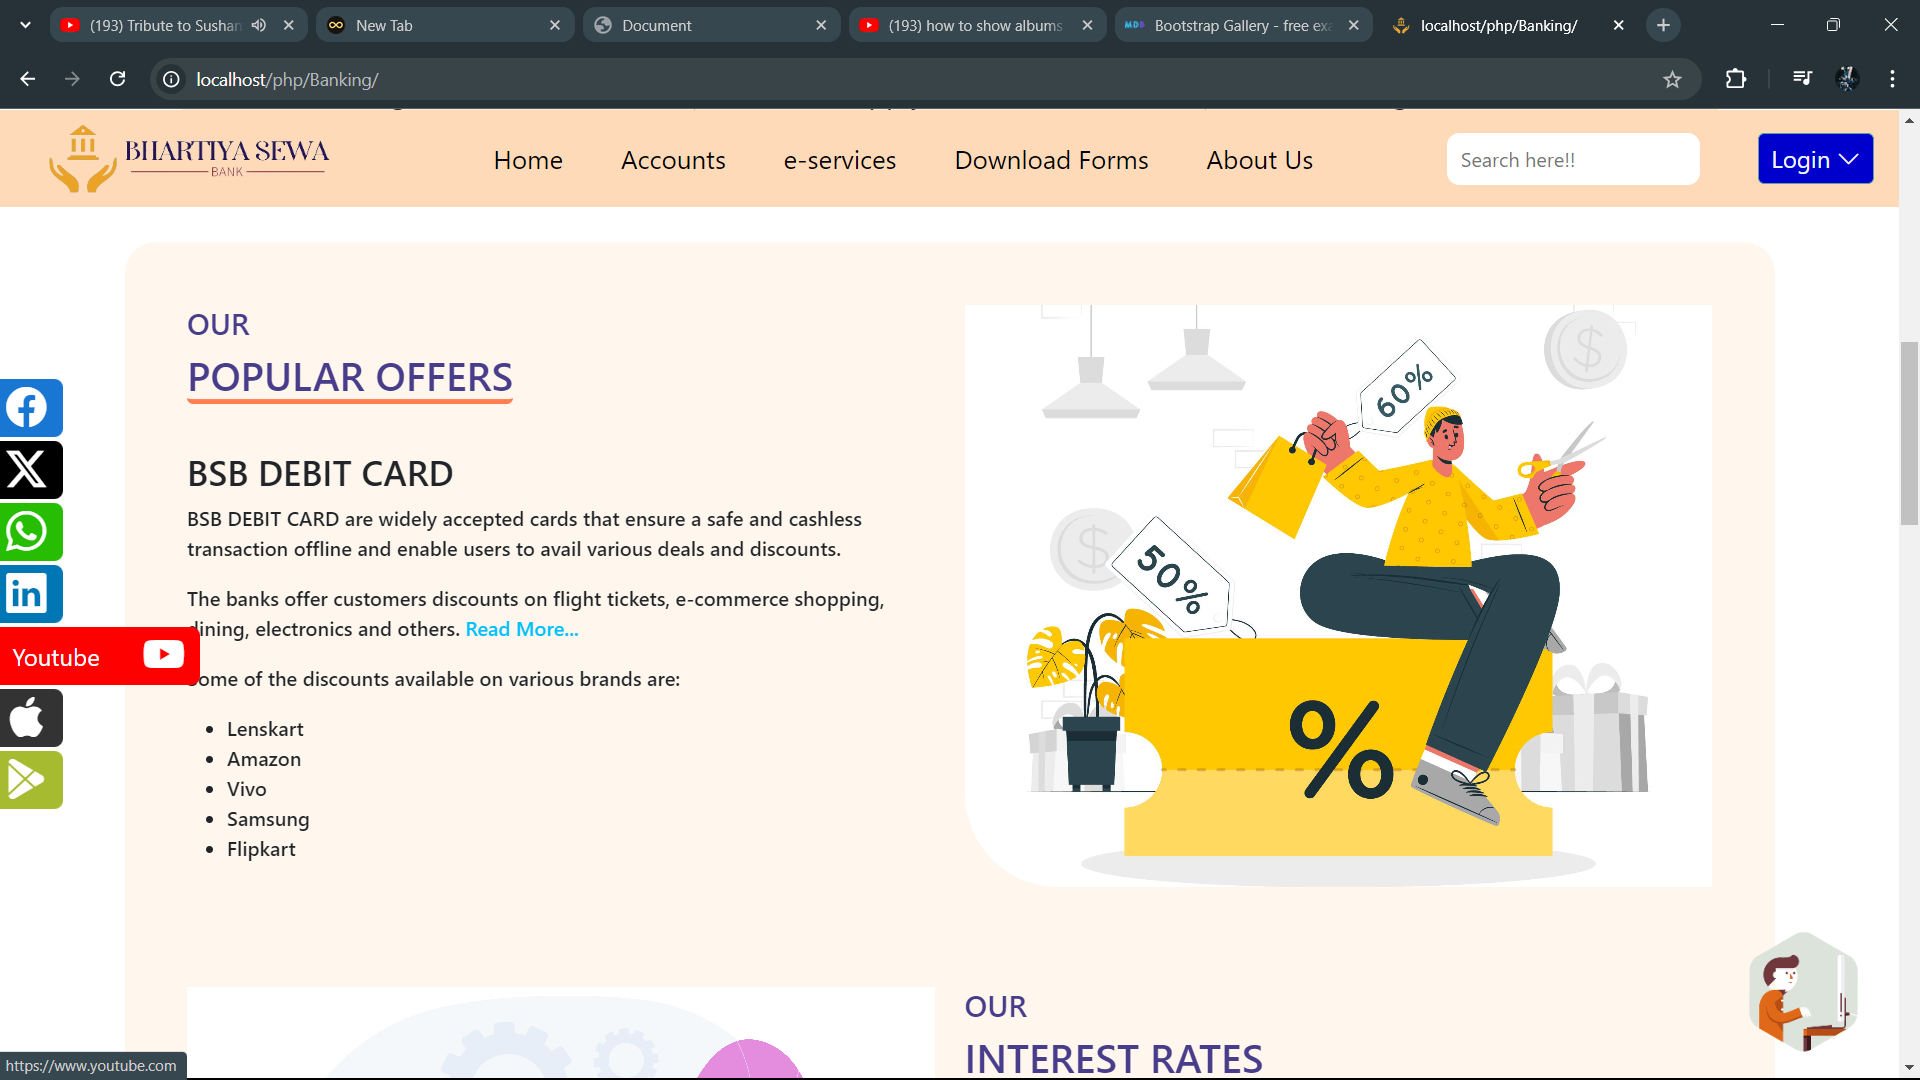 (193) Tribute to Sushan
New Tab
Document
(193) how to show albums
Bootstrap Gallery - free exa
localhost/php/Banking/
localhost/php/Banking/
BHARTIYA SEWA
BANK
Home
Accounts
e-services
Download Forms
About Us
Search here!!
Login
OUR
POPULAR OFFERS
BSB DEBIT CARD
BSB DEBIT CARD are widely accepted cards that ensure a safe and cashless
transaction offline and enable users to avail various deals and discounts.
The banks offer customers discounts on flight tickets, e-commerce shopping,
dining, electronics and others. Read More...
Youtube
ome of the discounts available on various brands are:
Lenskart
Amazon
Vivo
Samsung
Flipkart
60%
$
$
50%
%
OUR
INTEREST RATES
https://www.youtube.com